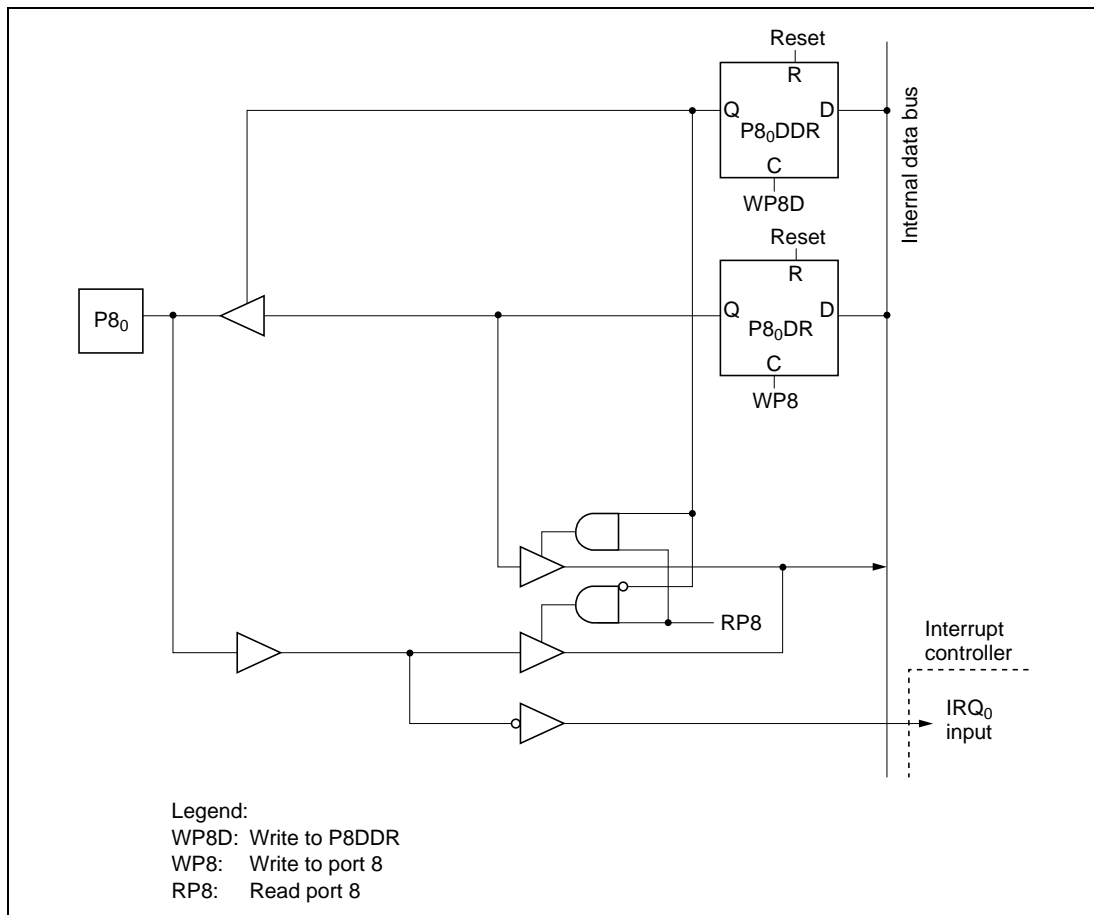 Reset
R
Q
D
P8₀DDR
C
WP8D
Internal data bus
Reset
R
Q
D
P8₀DR
C
WP8
P8₀
RP8
Interrupt
controller
IRQ₀
input
Legend:
WP8D: Write to P8DDR
WP8: Write to port 8
RP8: Read port 8